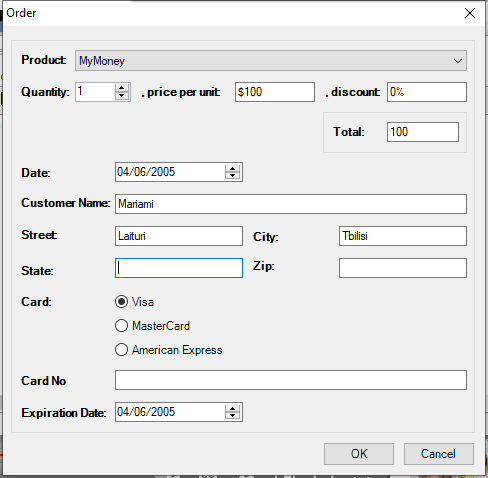 Order
Product: MyMoney
Quantity: 1 , price per unit: $100 , discount: 0%
Total: 100
Date: 04/06/2005
Customer Name: Mariami
Street: Laituri City: Tbilisi
State: Zip:
Card: Visa
MasterCard
American Express
Card No
Expiration Date: 04/06/2005
OK Cancel